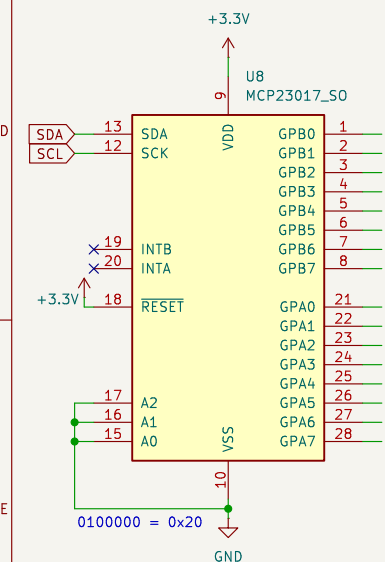 +3.3V
U8
MCP23017_SO
9
VDD
D
SDA 13 SDA GPB0 1
SCL 12 SCK GPB1 2
GPB2 3
GPB3 4
GPB4 5
GPB5 6
19 INTB GPB6 7
20 INTA GPB7 8
+3.3V 18 RESET GPA0 21
GPA1 22
GPA2 23
GPA3 24
GPA4 25
17 A2 GPA5 26
16 A1 GPA6 27
15 A0 GPA7 28
VSS
10
E
0100000 = 0x20
GND